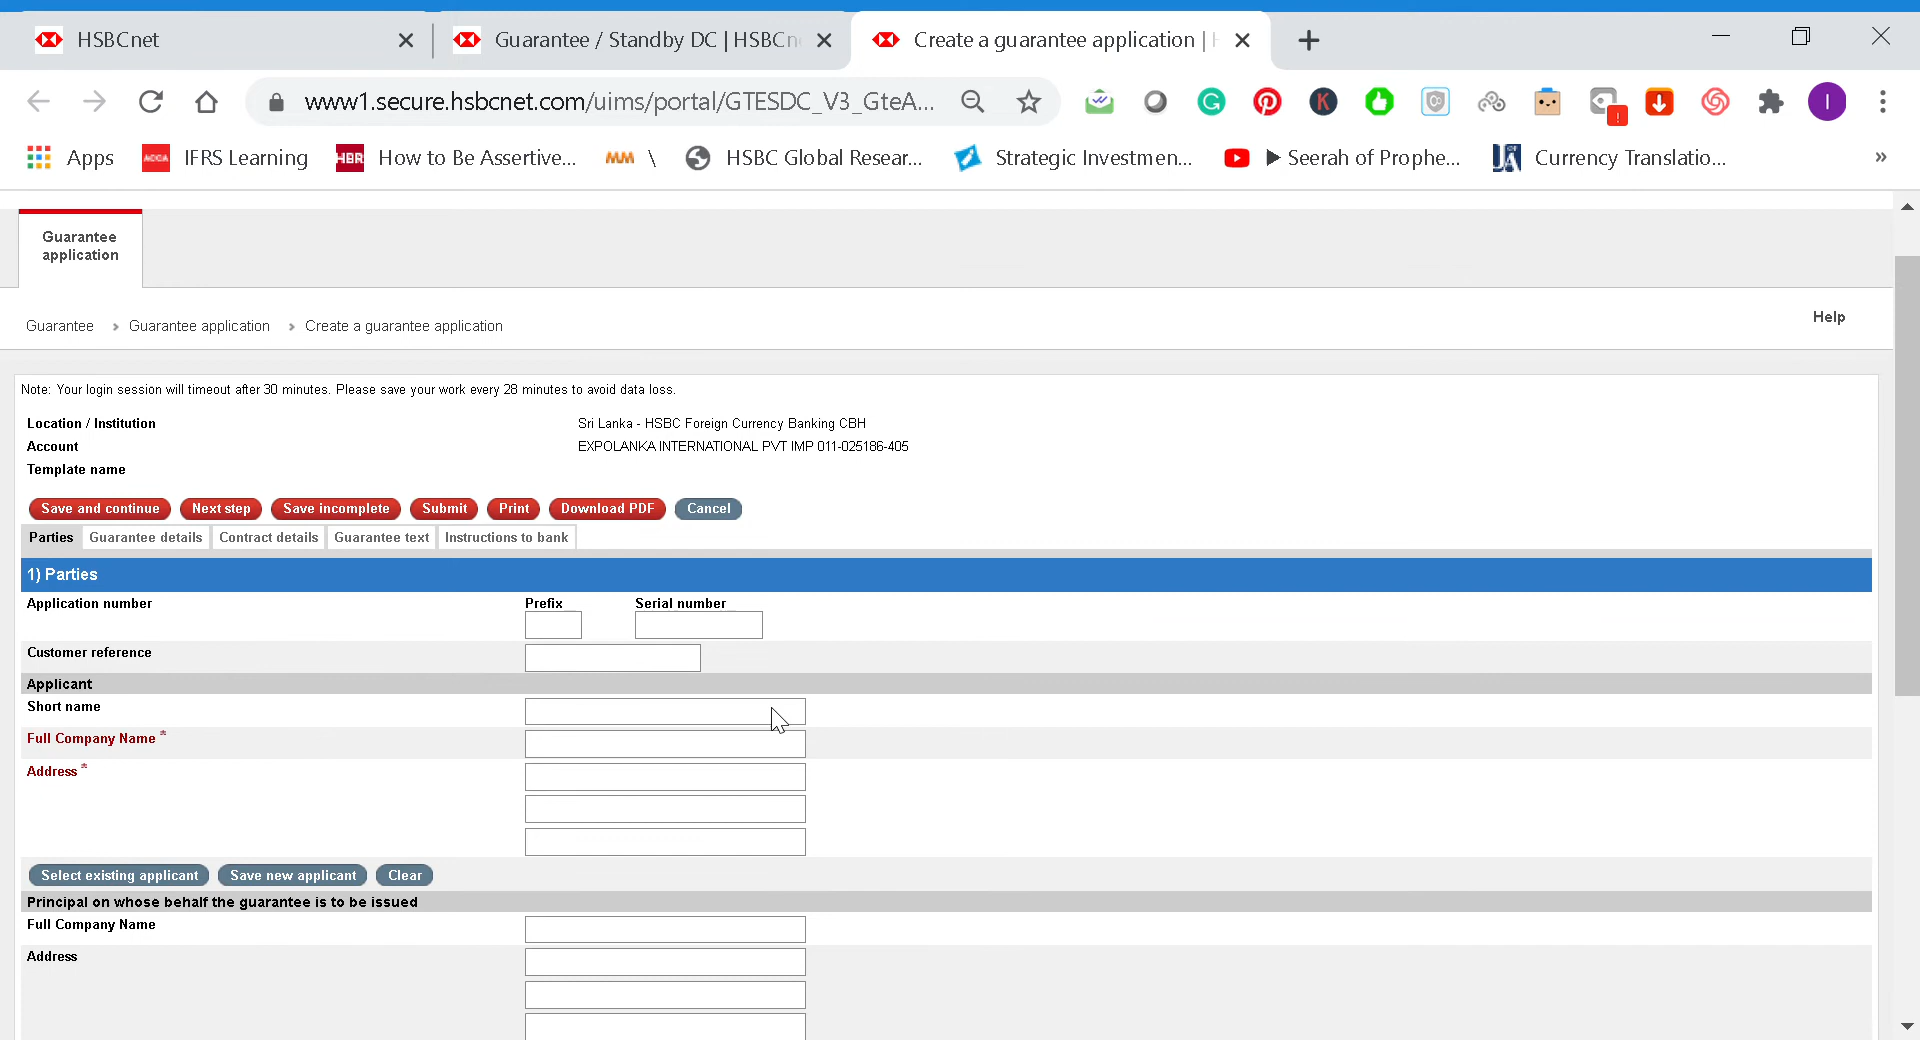 HSBCnet
Guarantee / Standby DC | HSBCn
Create a guarantee application |
www1.secure.hsbcnet.com/uims/portal/GTESDC_V3_GteA...
Apps
ACCA IFRS Learning
HBR How to Be Assertive...
\
HSBC Global Resear...
Strategic Investmen...
▶ Seerah of Prophe...
Currency Translatio...
»
Guarantee
application
Guarantee › Guarantee application › Create a guarantee application
Help
Note: Your login session will timeout after 30 minutes. Please save your work every 28 minutes to avoid data loss.
Location / Institution Sri Lanka - HSBC Foreign Currency Banking CBH
Account EXPOLANKA INTERNATIONAL PVT IMP 011-025186-405
Template name
Save and continue Next step Save incomplete Submit Print Download PDF Cancel
Parties Guarantee details Contract details Guarantee text Instructions to bank
1) Parties
Application number Prefix Serial number
Customer reference
Applicant
Short name
Full Company Name *
Address *
Select existing applicant Save new applicant Clear
Principal on whose behalf the guarantee is to be issued
Full Company Name
Address